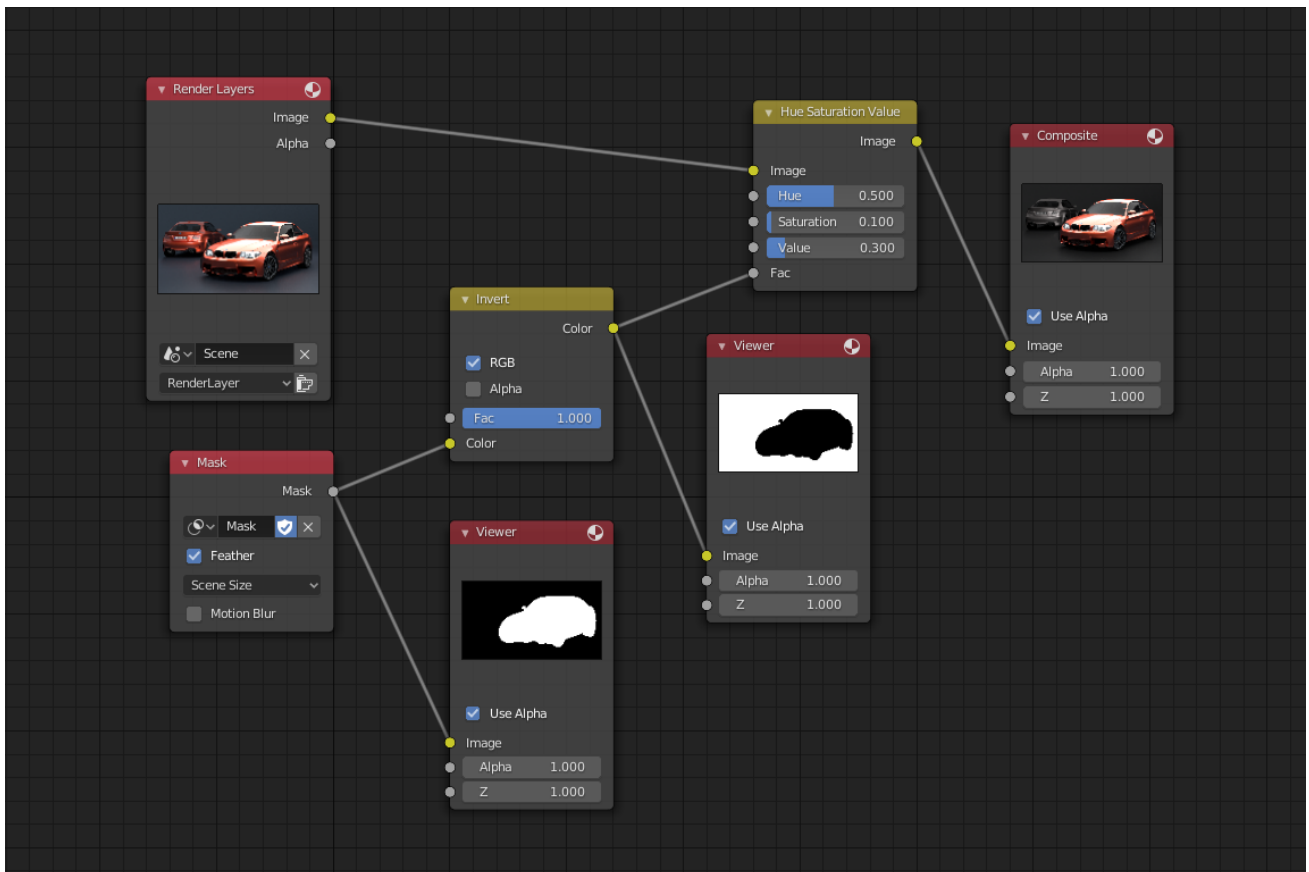 Render Layers
Image
Alpha
Scene
RenderLayer
Mask
Mask
Mask
Feather
Scene Size
Motion Blur
Invert
Color
RGB
Alpha
Fac 1.000
Color
Viewer
Use Alpha
Image
Alpha 1.000
Z 1.000
Hue Saturation Value
Image
Image
Hue 0.500
Saturation 0.100
Value 0.300
Fac
Viewer
Use Alpha
Image
Alpha 1.000
Z 1.000
Composite
Use Alpha
Image
Alpha 1.000
Z 1.000